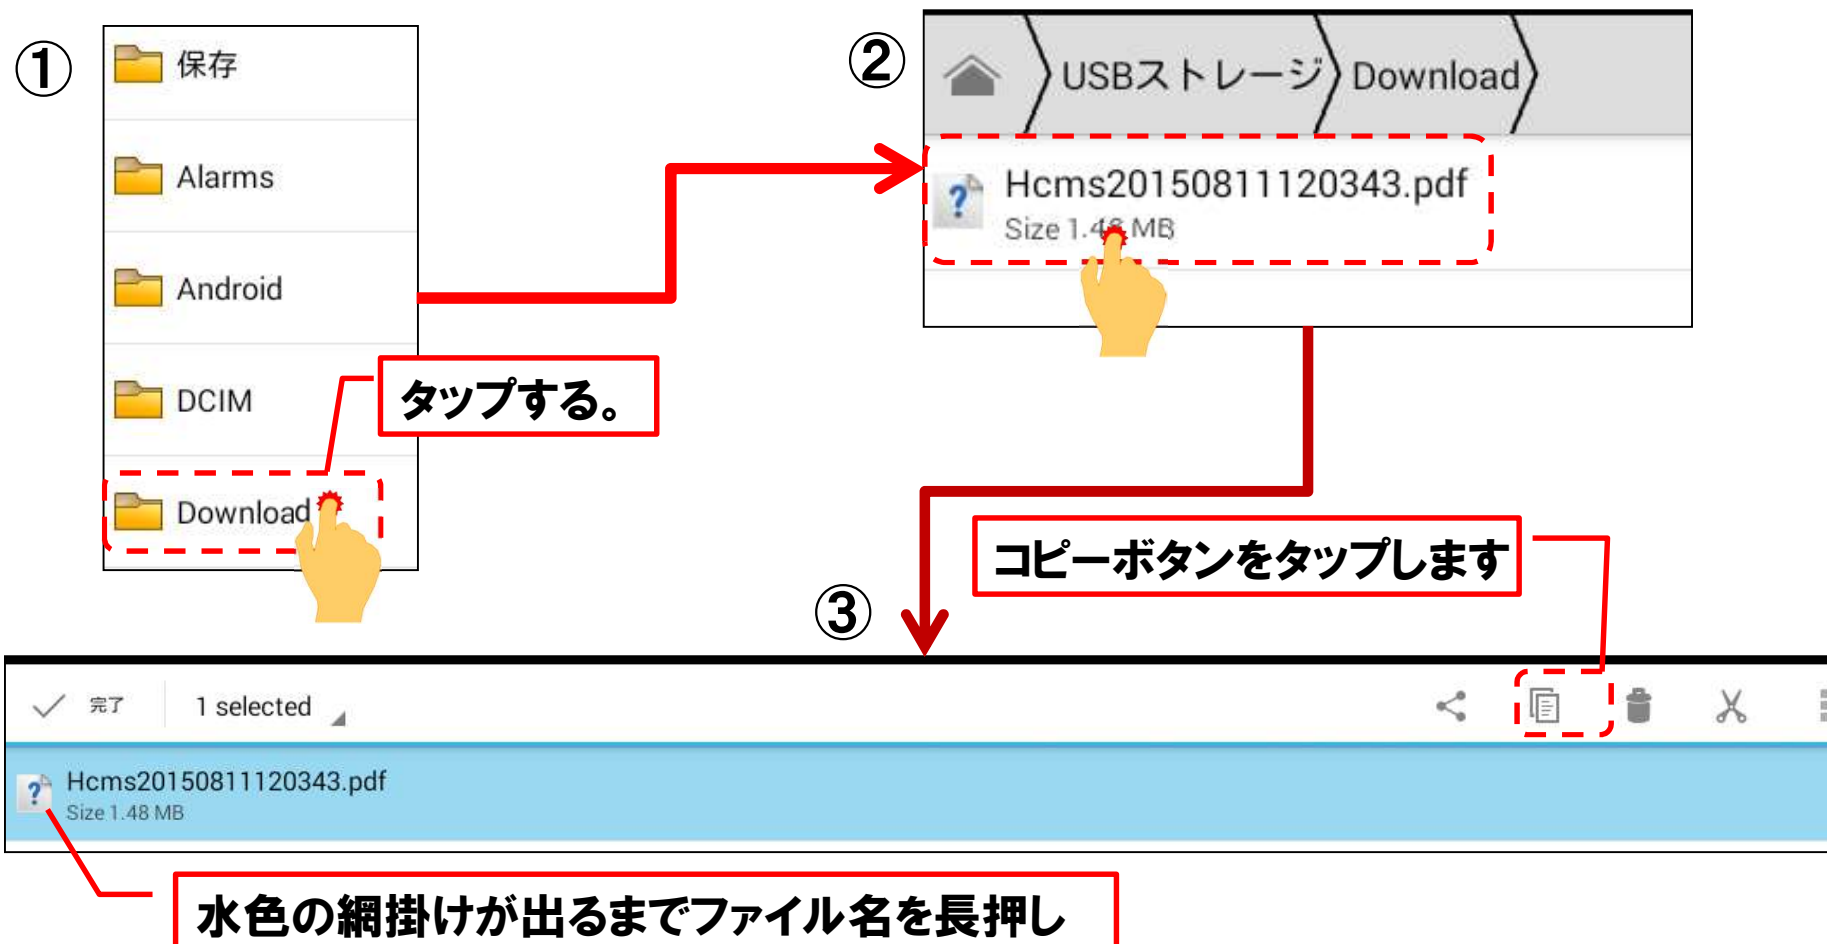 ①
保存
Alarms
Android
DCIM
Download
タップする。
②
USBストレージ
Download
Hcms20150811120343.pdf
Size 1.48 MB
コピーボタンをタップします
③
完了
1 selected
Hcms20150811120343.pdf
Size 1.48 MB
水色の網掛けが出るまでファイル名を長押し